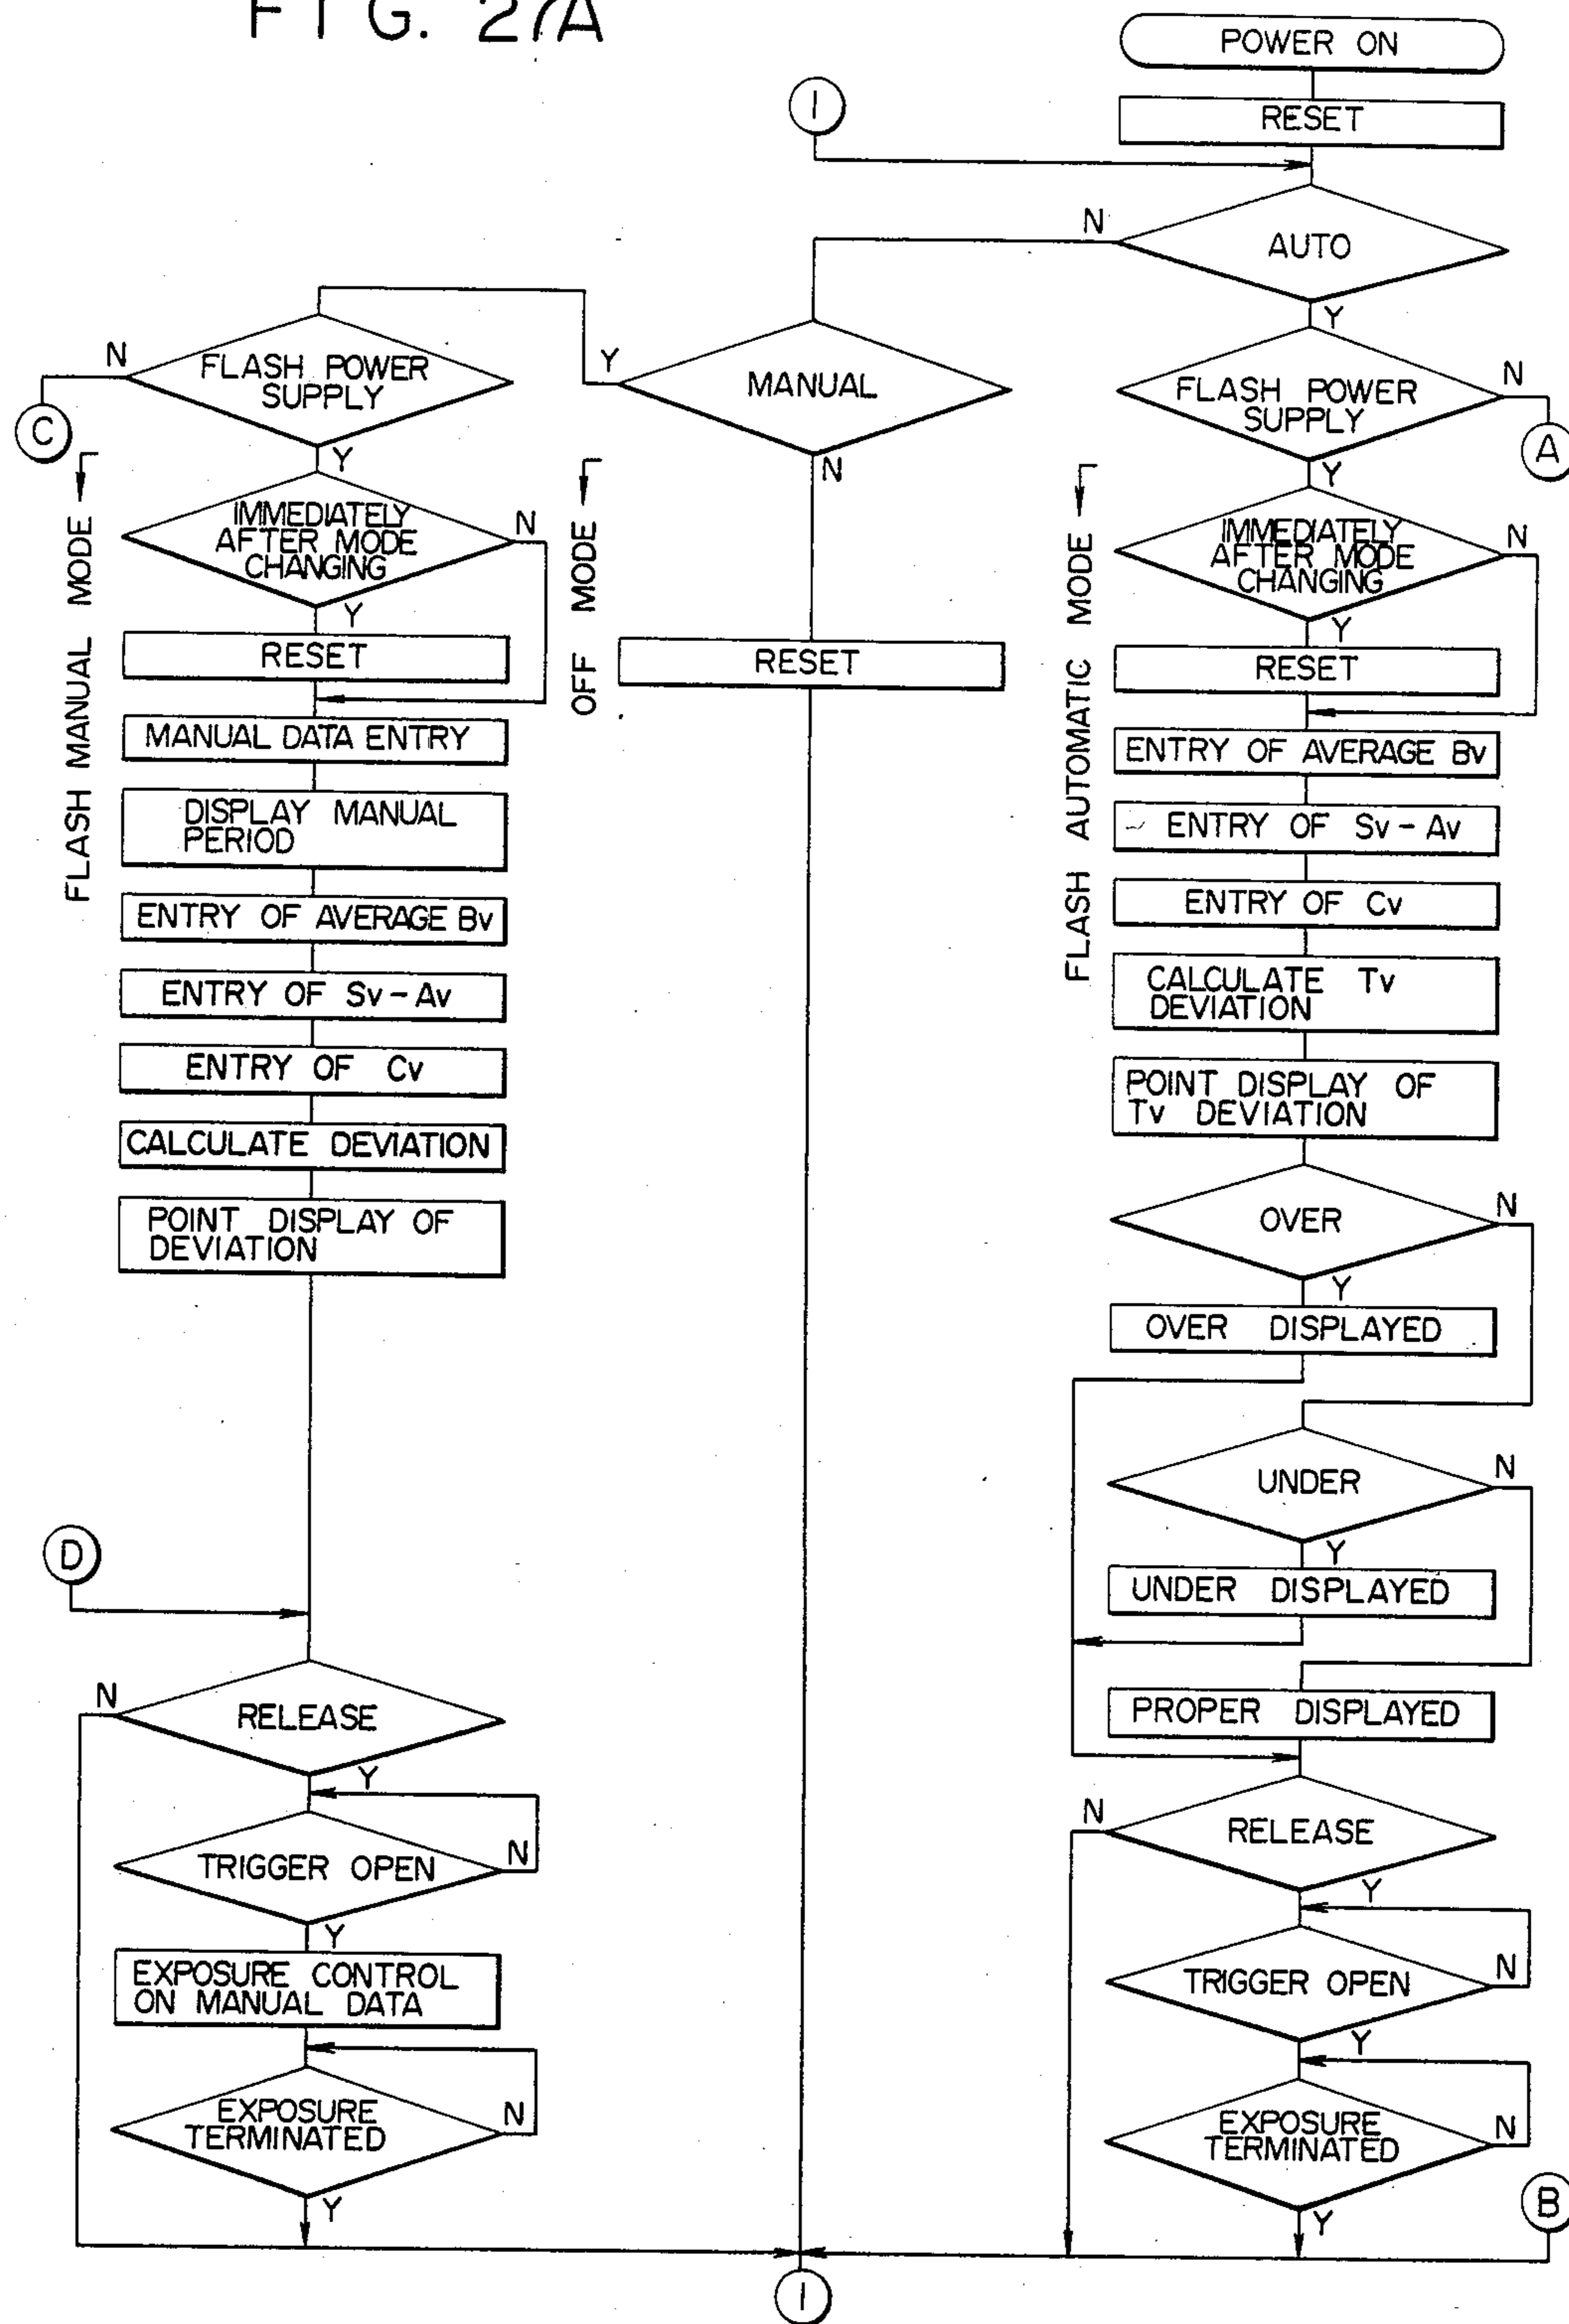 FIG. 27A
POWER ON
I
RESET
N
AUTO
Y
N
FLASH POWER
SUPPLY
C
Y
Y
MANUAL
N
FLASH POWER
SUPPLY
N
A
Y
FLASH MANUAL MODE
IMMEDIATELY
AFTER MODE
CHANGING
N
Y
RESET
MANUAL DATA ENTRY
DISPLAY MANUAL
PERIOD
ENTRY OF AVERAGE Bv
ENTRY OF Sv-Av
ENTRY OF Cv
CALCULATE DEVIATION
POINT DISPLAY OF
DEVIATION
D
N
RELEASE
Y
TRIGGER OPEN
N
Y
EXPOSURE CONTROL
ON MANUAL DATA
EXPOSURE
TERMINATED
N
Y
OFF MODE
RESET
I
FLASH AUTOMATIC MODE
IMMEDIATELY
AFTER MODE
CHANGING
N
Y
RESET
ENTRY OF AVERAGE Bv
ENTRY OF Sv-Av
ENTRY OF Cv
CALCULATE Tv
DEVIATION
POINT DISPLAY OF
Tv DEVIATION
OVER
N
Y
OVER DISPLAYED
UNDER
N
Y
UNDER DISPLAYED
PROPER DISPLAYED
N
RELEASE
Y
TRIGGER OPEN
N
Y
EXPOSURE
TERMINATED
N
Y
B